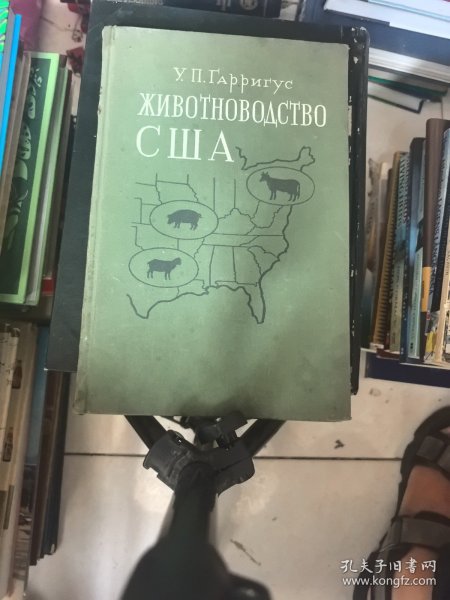 У. П. Гарригус
ЖИВОТНОВОДСТВО
США
孔夫子旧书网
www.kongfz.com